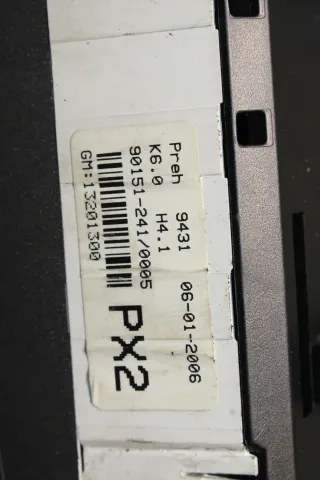 Preh 9431 06-01-2006
K6.0 H4.1
90151-241/0005
PX2
GM:13201300